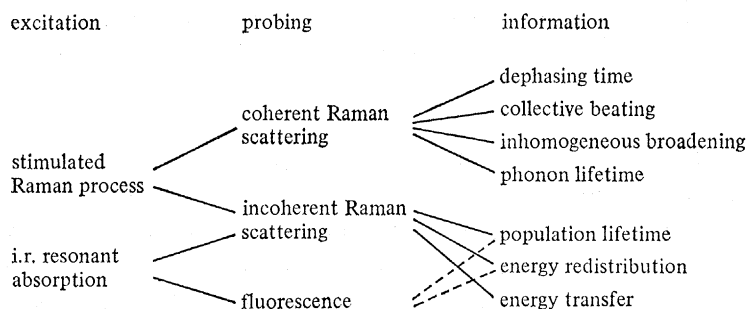 excitation probing information
dephasing time
coherent Raman
scattering
collective beating
inhomogeneous broadening
phonon lifetime
stimulated
Raman process
incoherent Raman
scattering
population lifetime
i.r. resonant
absorption
energy redistribution
fluorescence
energy transfer